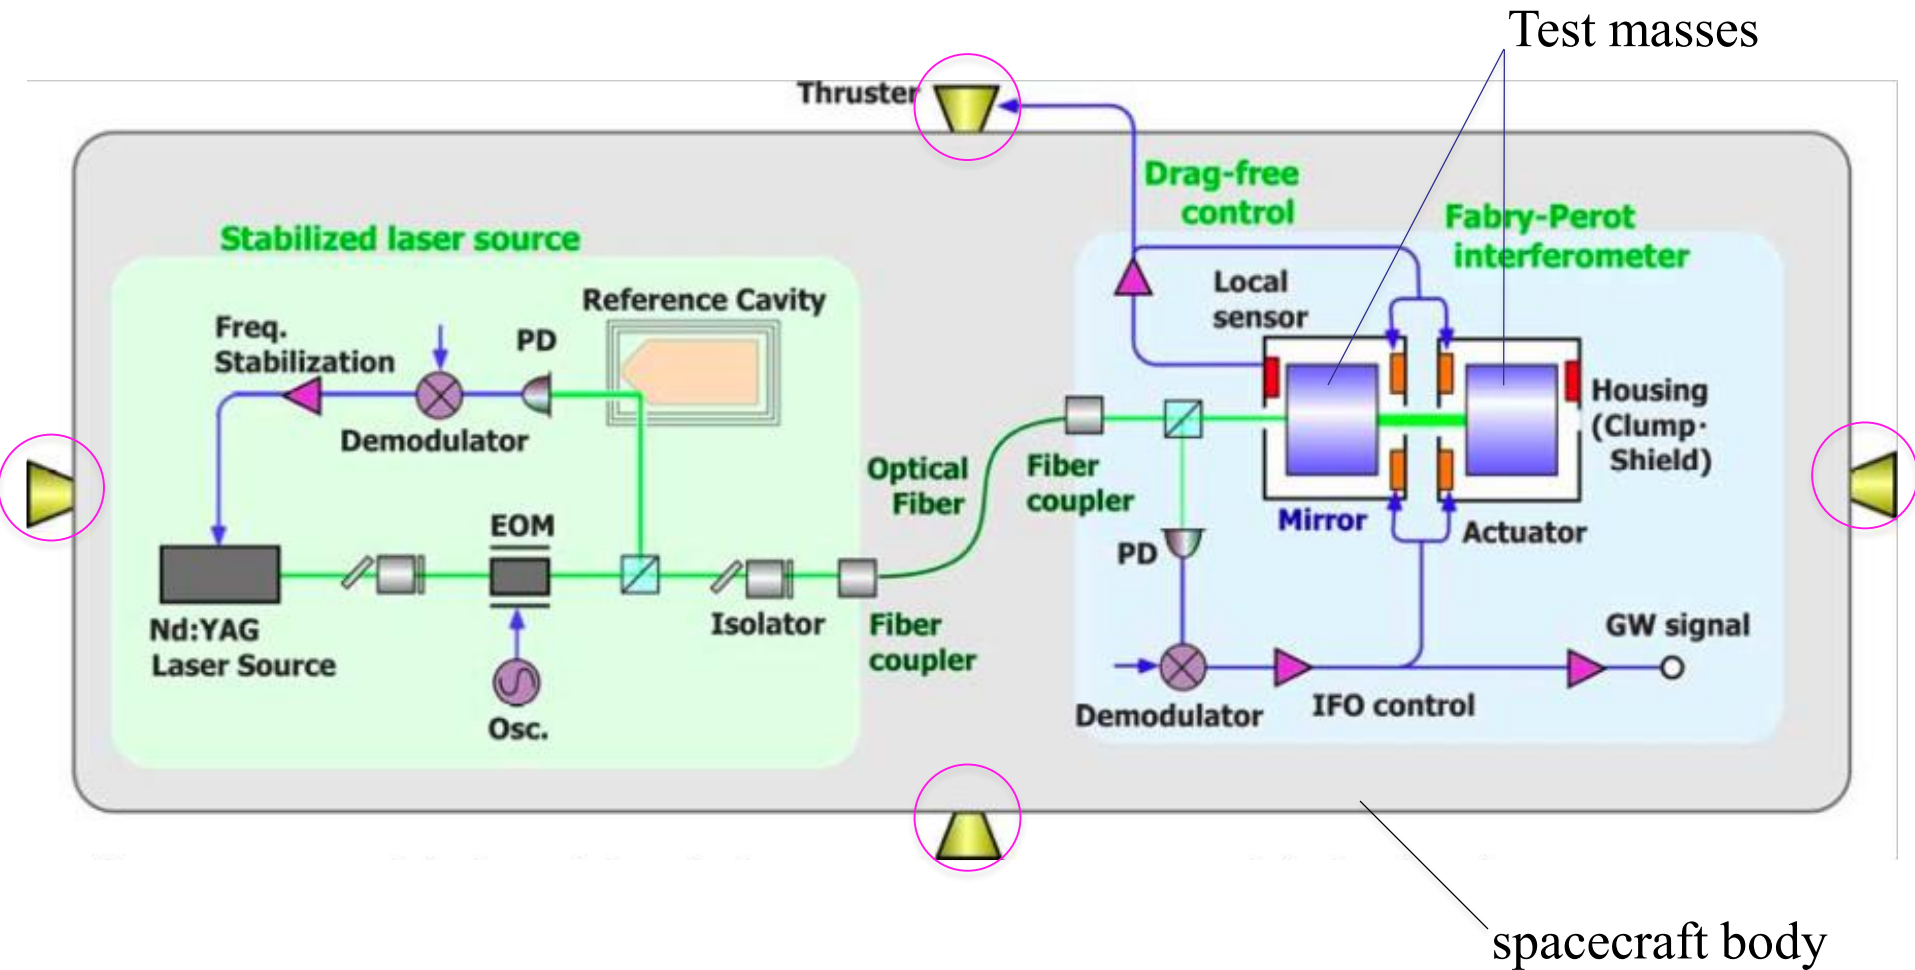 Test masses
Thruster
Drag-free
control
Fabry-Perot
interferometer
Stabilized laser source
Reference Cavity
Local
sensor
Freq.
Stabilization
PD
Demodulator
Housing
(Clump·
Shield)
Optical
Fiber
Fiber
coupler
Mirror
Actuator
EOM
PD
Nd:YAG
Laser Source
Isolator
Fiber
coupler
GW signal
Osc.
Demodulator
IFO control
spacecraft body